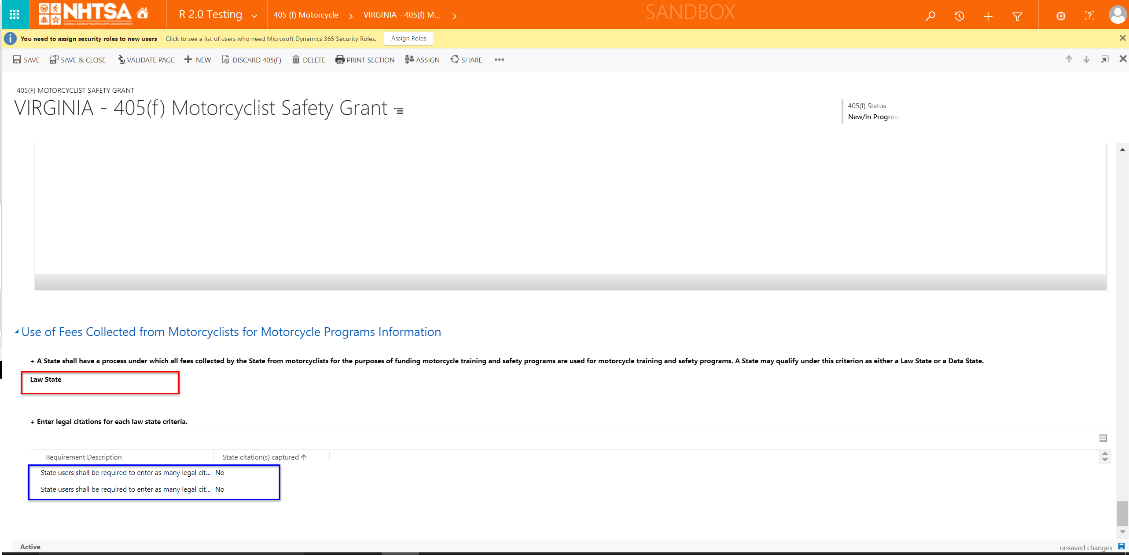 NHTSA
R 2.0 Testing
405 (f) Motorcycle
VIRGINIA - 405(f) M...
SANDBOX
You need to assign security roles to new users
Click to see a list of users who need Microsoft Dynamics 365 Security Roles.
Assign Roles
SAVE
SAVE & CLOSE
VALIDATE PAGE
NEW
DISCARD 405(F)
DELETE
PRINT SECTION
ASSIGN
SHARE
405(F) MOTORCYCLIST SAFETY GRANT
VIRGINIA - 405(f) Motorcyclist Safety Grant
405(f) Status
New/In Progress
Use of Fees Collected from Motorcyclists for Motorcycle Programs Information
+ A State shall have a process under which all fees collected by the State from motorcyclists for the purposes of funding motorcycle training and safety programs are used for motorcycle training and safety programs. A State may qualify under this criterion as either a Law State or a Data State.
Law State
+ Enter legal citations for each law state criteria.
Requirement Description
State citation(s) captured ↑
State users shall be required to enter as many legal cit... No
State users shall be required to enter as many legal cit... No
Active
unsaved changes